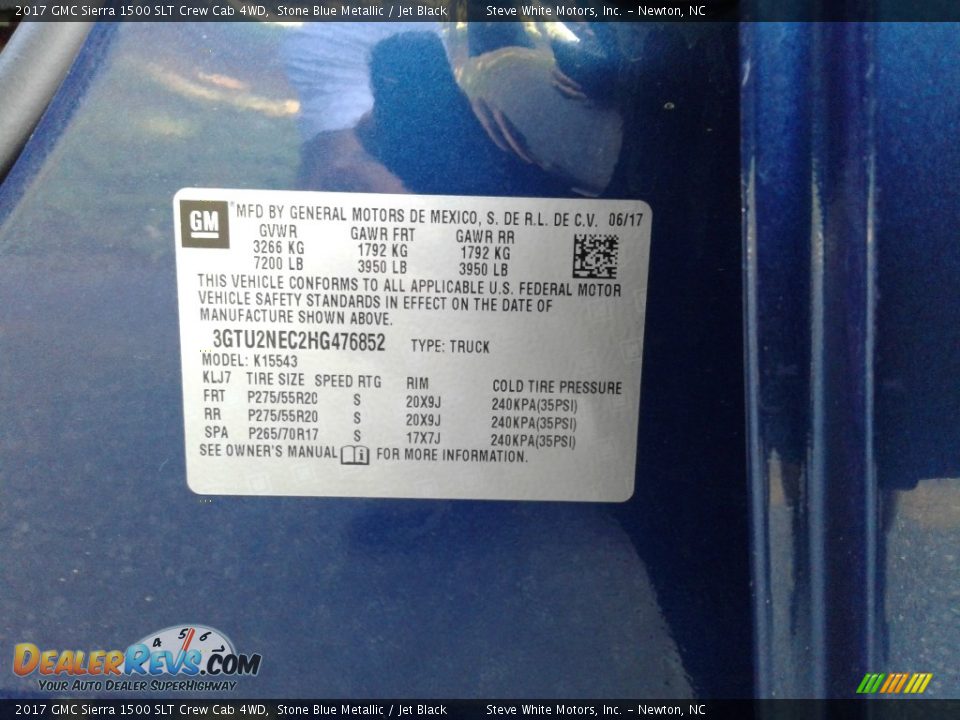 2017 GMC Sierra 1500 SLT Crew Cab 4WD, Stone Blue Metallic / Jet Black Steve White Motors, Inc. - Newton, NC
GM
MFD BY GENERAL MOTORS DE MEXICO, S. DE R.L. DE C.V. 06/17
GVWR GAWR FRT GAWR RR
3266 KG 1792 KG 1792 KG
7200 LB 3950 LB 3950 LB
THIS VEHICLE CONFORMS TO ALL APPLICABLE U.S. FEDERAL MOTOR
VEHICLE SAFETY STANDARDS IN EFFECT ON THE DATE OF
MANUFACTURE SHOWN ABOVE.
3GTU2NEC2HG476852 TYPE: TRUCK
MODEL: K15543
KLJ7 TIRE SIZE SPEED RTG RIM COLD TIRE PRESSURE
FRT P275/55R20 S 20X9J 240KPA(35PSI)
RR P275/55R20 S 20X9J 240KPA(35PSI)
SPA P265/70R17 S 17X7J 240KPA(35PSI)
SEE OWNER'S MANUAL FOR MORE INFORMATION.
4 5 6 7
DEALERREVS.COM
YOUR AUTO DEALER SUPERHIGHWAY
2017 GMC Sierra 1500 SLT Crew Cab 4WD, Stone Blue Metallic / Jet Black Steve White Motors, Inc. - Newton, NC